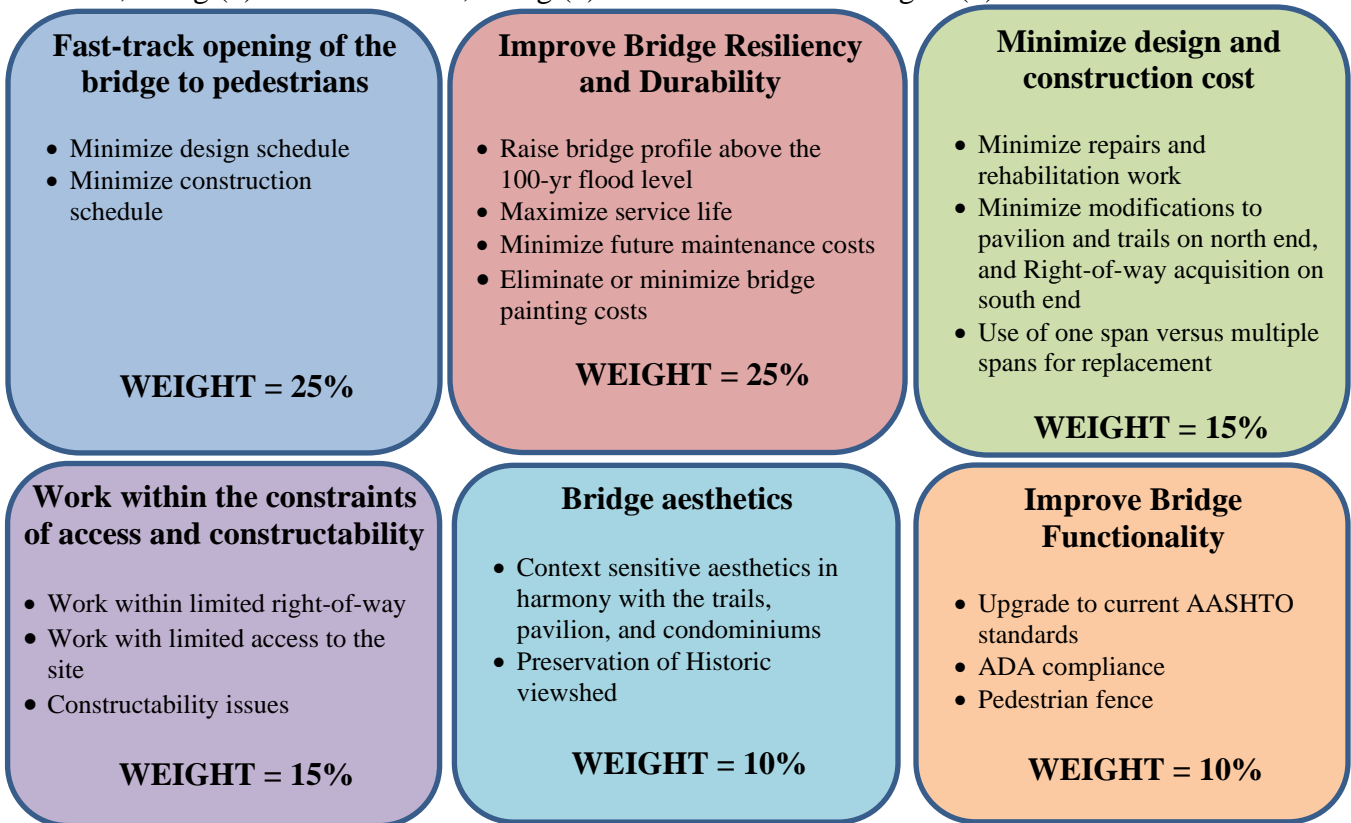 Fast-track opening of the
bridge to pedestrians
• Minimize design schedule
• Minimize construction
schedule
WEIGHT = 25%
Improve Bridge Resiliency
and Durability
• Raise bridge profile above the
100-yr flood level
• Maximize service life
• Minimize future maintenance costs
• Eliminate or minimize bridge
painting costs
WEIGHT = 25%
Minimize design and
construction cost
• Minimize repairs and
rehabilitation work
• Minimize modifications to
pavilion and trails on north end,
and Right-of-way acquisition on
south end
• Use of one span versus multiple
spans for replacement
WEIGHT = 15%
Work within the constraints
of access and constructability
• Work within limited right-of-way
• Work with limited access to the
site
• Constructability issues
WEIGHT = 15%
Bridge aesthetics
• Context sensitive aesthetics in
harmony with the trails,
pavilion, and condominiums
• Preservation of Historic
viewshed
WEIGHT = 10%
Improve Bridge
Functionality
• Upgrade to current AASHTO
standards
• ADA compliance
• Pedestrian fence
WEIGHT = 10%